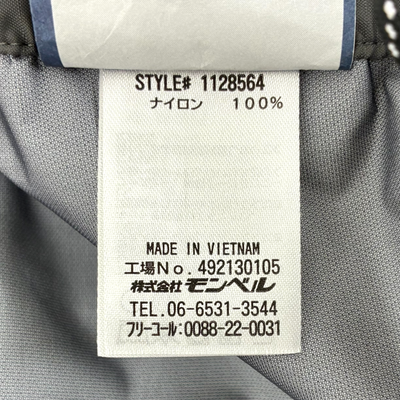 STYLE# 1128564
ナイロン 100%
MADE IN VIETNAM
工場No. 492130105
株式会社 モンベル
TEL. 06-6531-3544
フリーコール:0088-22-0031